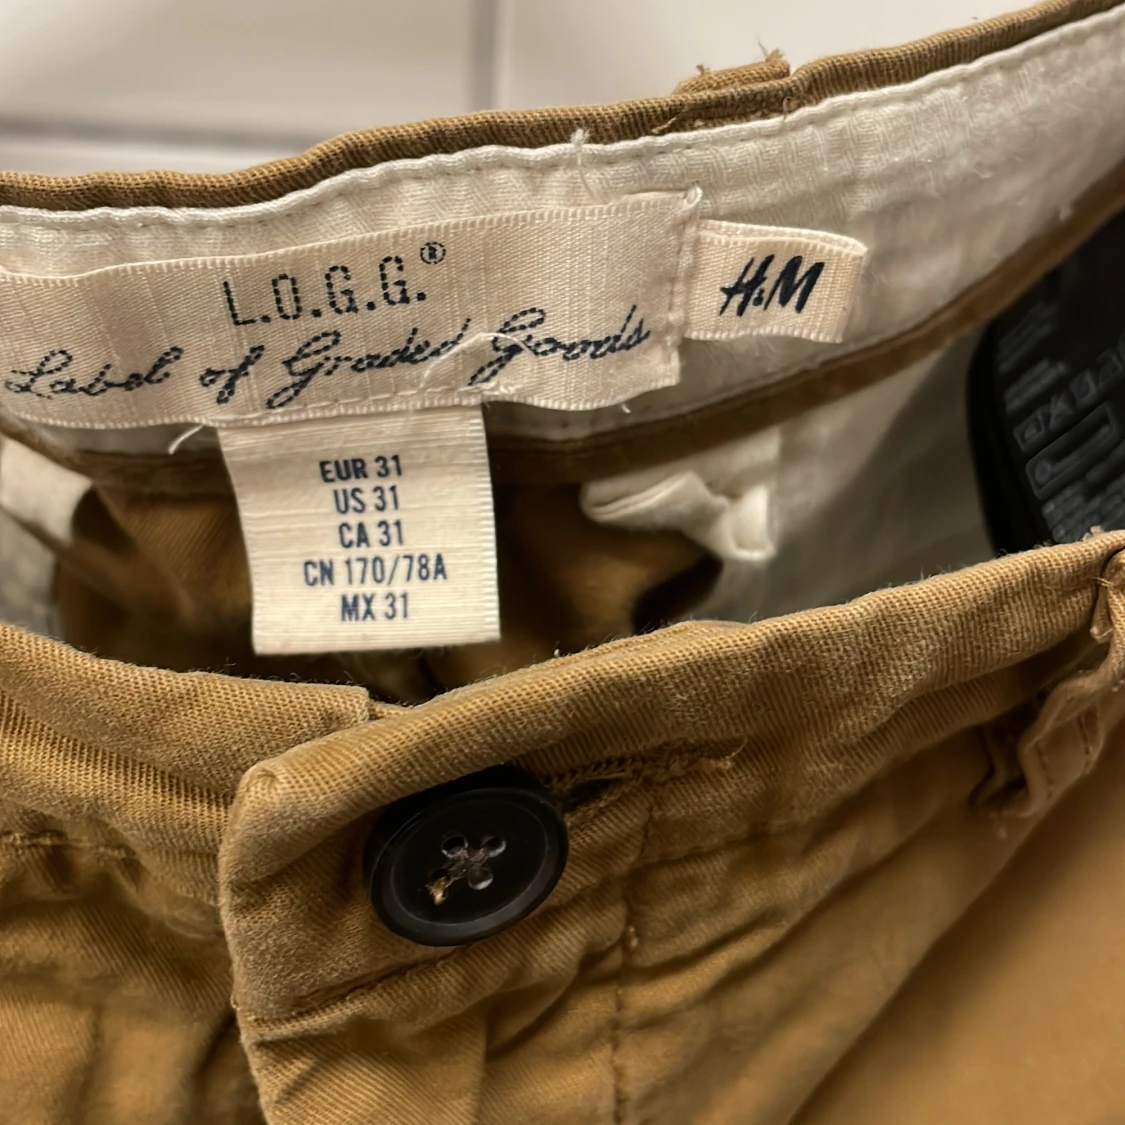 L.O.G.G.®
Label of Graded Goods
H&M
EUR 31
US 31
CA 31
CN 170/78A
MX 31